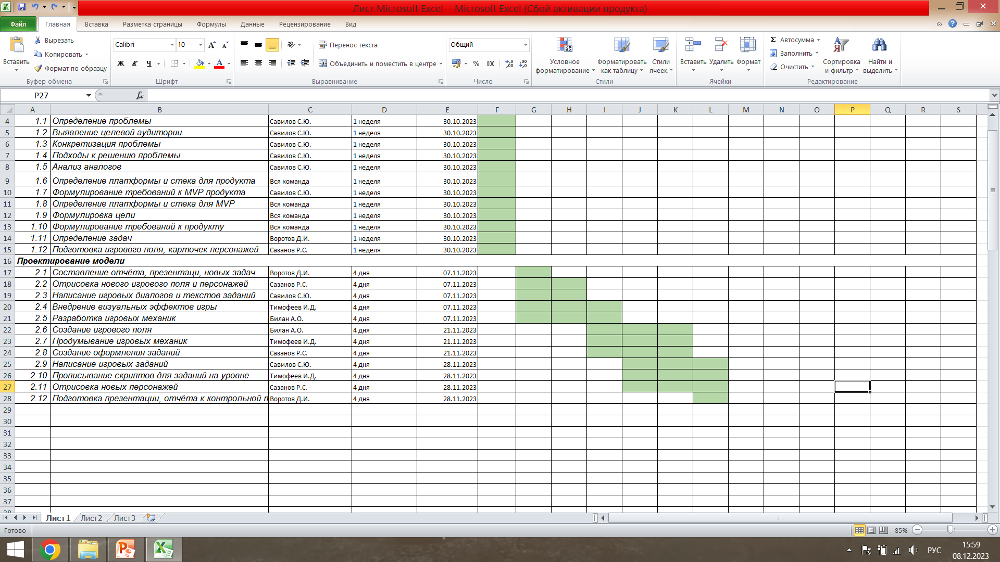 Лист Microsoft Excel - Microsoft Excel (Сбой активации продукта)
Файл Главная Вставка Разметка страницы Формулы Данные Рецензирование Вид
Вставить
Вырезать
Копировать
Формат по образцу
Буфер обмена
Calibri 10
Ж К Ч
Шрифт
Перенос текста
Объединить и поместить в центре
Выравнивание
Общий
% 000
Число
Условное форматирование
Форматировать как таблицу
Стили ячеек
Стили
Вставить Удалить Формат
Ячейки
Σ Автосумма
Заполнить
Очистить
Сортировка и фильтр
Найти и выделить
Редактирование
P27 fx
A B C D E F G H I J K L M N O P Q R S
4 1.1 Определение проблемы Савилов С.Ю. 1 неделя 30.10.2023
5 1.2 Выявление целевой аудитории Савилов С.Ю. 1 неделя 30.10.2023
6 1.3 Конкретизация проблемы Савилов С.Ю. 1 неделя 30.10.2023
7 1.4 Подходы к решению проблемы Савилов С.Ю. 1 неделя 30.10.2023
8 1.5 Анализ аналогов Савилов С.Ю. 1 неделя 30.10.2023
9 1.6 Определение платформы и стека для продукта Вся команда 1 неделя 30.10.2023
10 1.7 Формулирование требований к MVP продукта Савилов С.Ю. 1 неделя 30.10.2023
11 1.8 Определение платформы и стека для MVP Вся команда 1 неделя 30.10.2023
12 1.9 Формулировка цели Вся команда 1 неделя 30.10.2023
13 1.10 Формулирование требований к продукту Вся команда 1 неделя 30.10.2023
14 1.11 Определение задач Воротов Д.И. 1 неделя 30.10.2023
15 1.12 Подготовка игрового поля, карточек персонажей Сазанов Р.С. 1 неделя 30.10.2023
16 Проектирование модели
17 2.1 Составление отчёта, презентаци, новых задач Воротов Д.И. 4 дня 07.11.2023
18 2.2 Отрисовка нового игрового поля и персонажей Сазанов Р.С. 4 дня 07.11.2023
19 2.3 Написание игровых диалогов и текстов заданий Савилов С.Ю. 4 дня 07.11.2023
20 2.4 Внедрение визуальных эффектов игры Тимофеев И.Д. 4 дня 07.11.2023
21 2.5 Разработка игровых механик Билан А.О. 4 дня 07.11.2023
22 2.6 Создание игрового поля Билан А.О. 4 дня 21.11.2023
23 2.7 Продумывание игровых механик Тимофеев И.Д. 4 дня 21.11.2023
24 2.8 Создание оформления заданий Сазанов Р.С. 4 дня 21.11.2023
25 2.9 Написание игровых заданий Савилов С.Ю. 4 дня 28.11.2023
26 2.10 Прописывание скриптов для заданий на уровне Тимофеев И.Д. 4 дня 28.11.2023
27 2.11 Отрисовка новых персонажей Сазанов Р.С. 4 дня 28.11.2023
28 2.12 Подготовка презентации, отчёта к контрольной Воротов Д.И. 4 дня 28.11.2023
29
30
31
32
33
34
35
36
37
Лист1 Лист2 Лист3
Готово 85%
РУС 15:59
08.12.2023